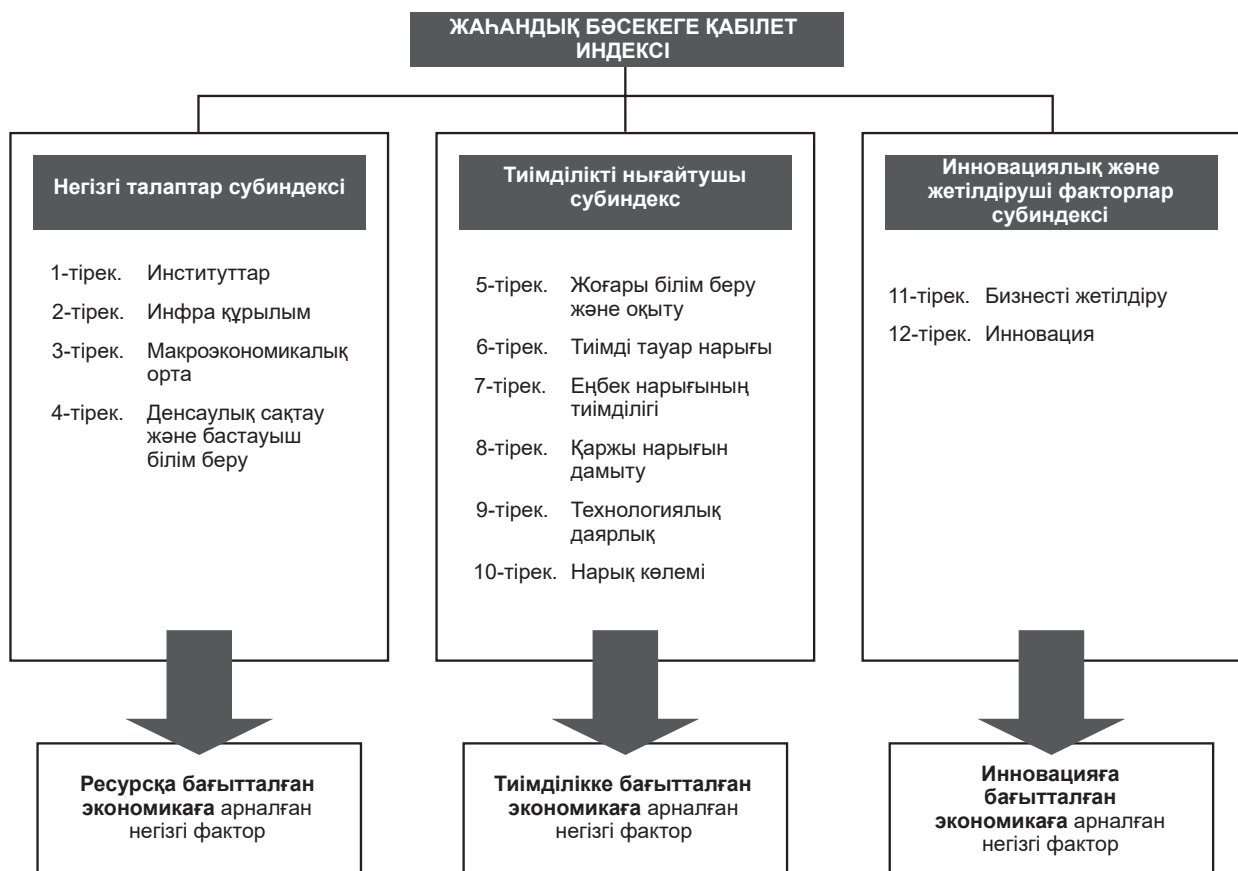 ЖАҺАНДЫҚ БӘСЕКЕГЕ ҚАБІЛЕТ
ИНДЕКСІ
Негізгі талаптар субиндексі
1-тірек. Институттар
2-тірек. Инфра құрылым
3-тірек. Макроэкономикалық
орта
4-тірек. Денсаулық сақтау
және бастауыш
білім беру
Ресурсқа бағытталған
экономикаға арналған
негізгі фактор
Тиімділікті нығайтушы
субиндекс
5-тірек. Жоғары білім беру
және оқыту
6-тірек. Тиімді тауар нарығы
7-тірек. Еңбек нарығының
тиімділігі
8-тірек. Қаржы нарығын
дамыту
9-тірек. Технологиялық
даярлық
10-тірек. Нарық көлемі
Тиімділікке бағытталған
экономикаға арналған
негізгі фактор
Инновациялық және
жетілдіруші факторлар
субиндексі
11-тірек. Бизнесті жетілдіру
12-тірек. Инновация
Инновацияға
бағытталған
экономикаға арналған
негізгі фактор